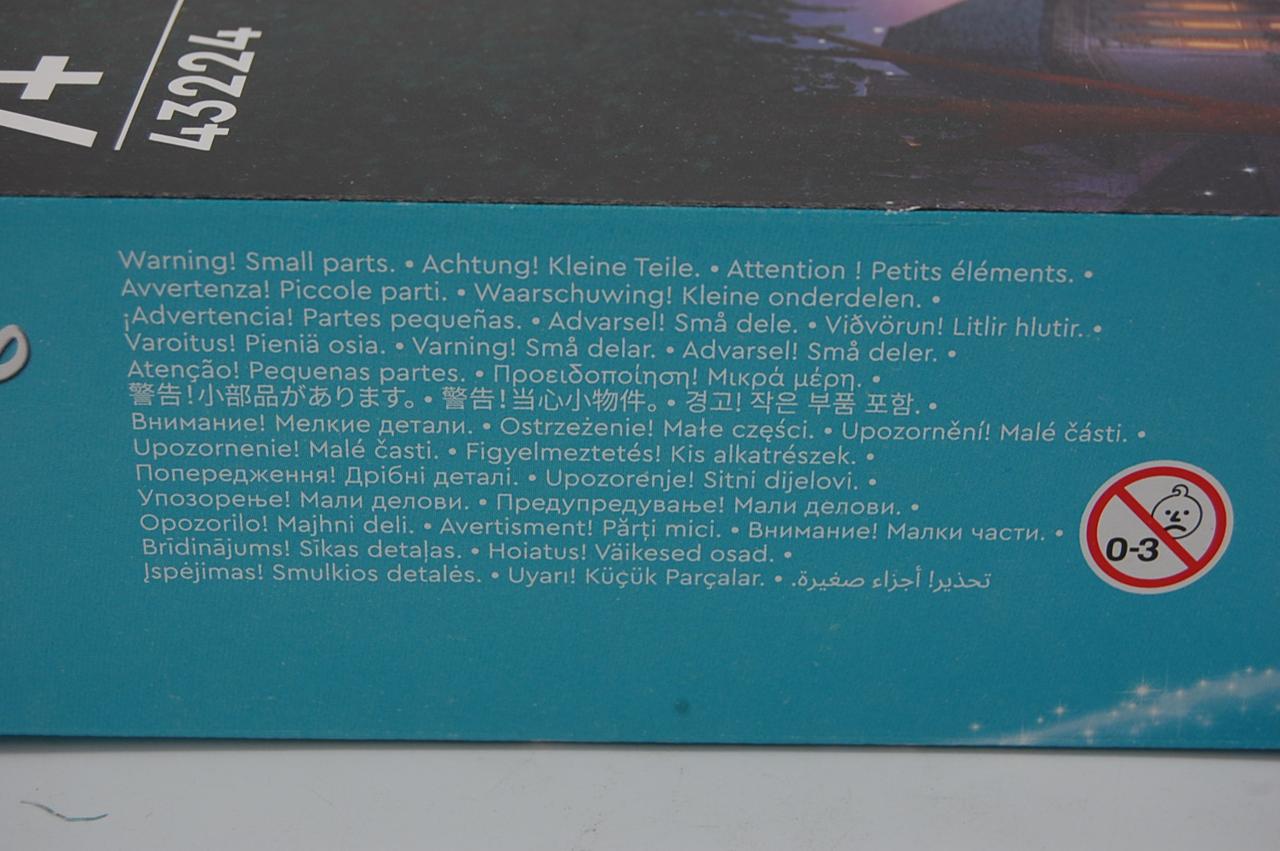 7+
43224
Warning! Small parts. • Achtung! Kleine Teile. • Attention ! Petits éléments. •
Avvertenza! Piccole parti. • Waarschuwing! Kleine onderdelen. •
¡Advertencia! Partes pequeñas. • Advarsel! Små dele. • Viðvörun! Litlir hlutir. •
Varoitus! Pieniä osia. • Varning! Små delar. • Advarsel! Små deler. •
Atenção! Pequenas partes. • Προειδοποίηση! Μικρά μέρη. •
警告!小部品があります。• 警告!当心小物件。• 경고! 작은 부품 포함. •
Внимание! Мелкие детали. • Ostrzeżenie! Małe części. • Upozornění! Malé části. •
Upozornenie! Malé časti. • Figyelmeztetés! Kis alkatrészek. •
Попередження! Дрібні деталі. • Upozorenje! Sitni dijelovi. •
Упозорење! Мали делови. • Предупредување! Мали делови. •
Opozorilo! Majhni deli. • Avertisment! Părți mici. • Внимание! Малки части. •
Brīdinājums! Sīkas detaļas. • Hoiatus! Väikesed osad. •
Įspėjimas! Smulkios detalės. • Uyarı! Küçük Parçalar. • تحذير! أجزاء صغيرة.
0-3